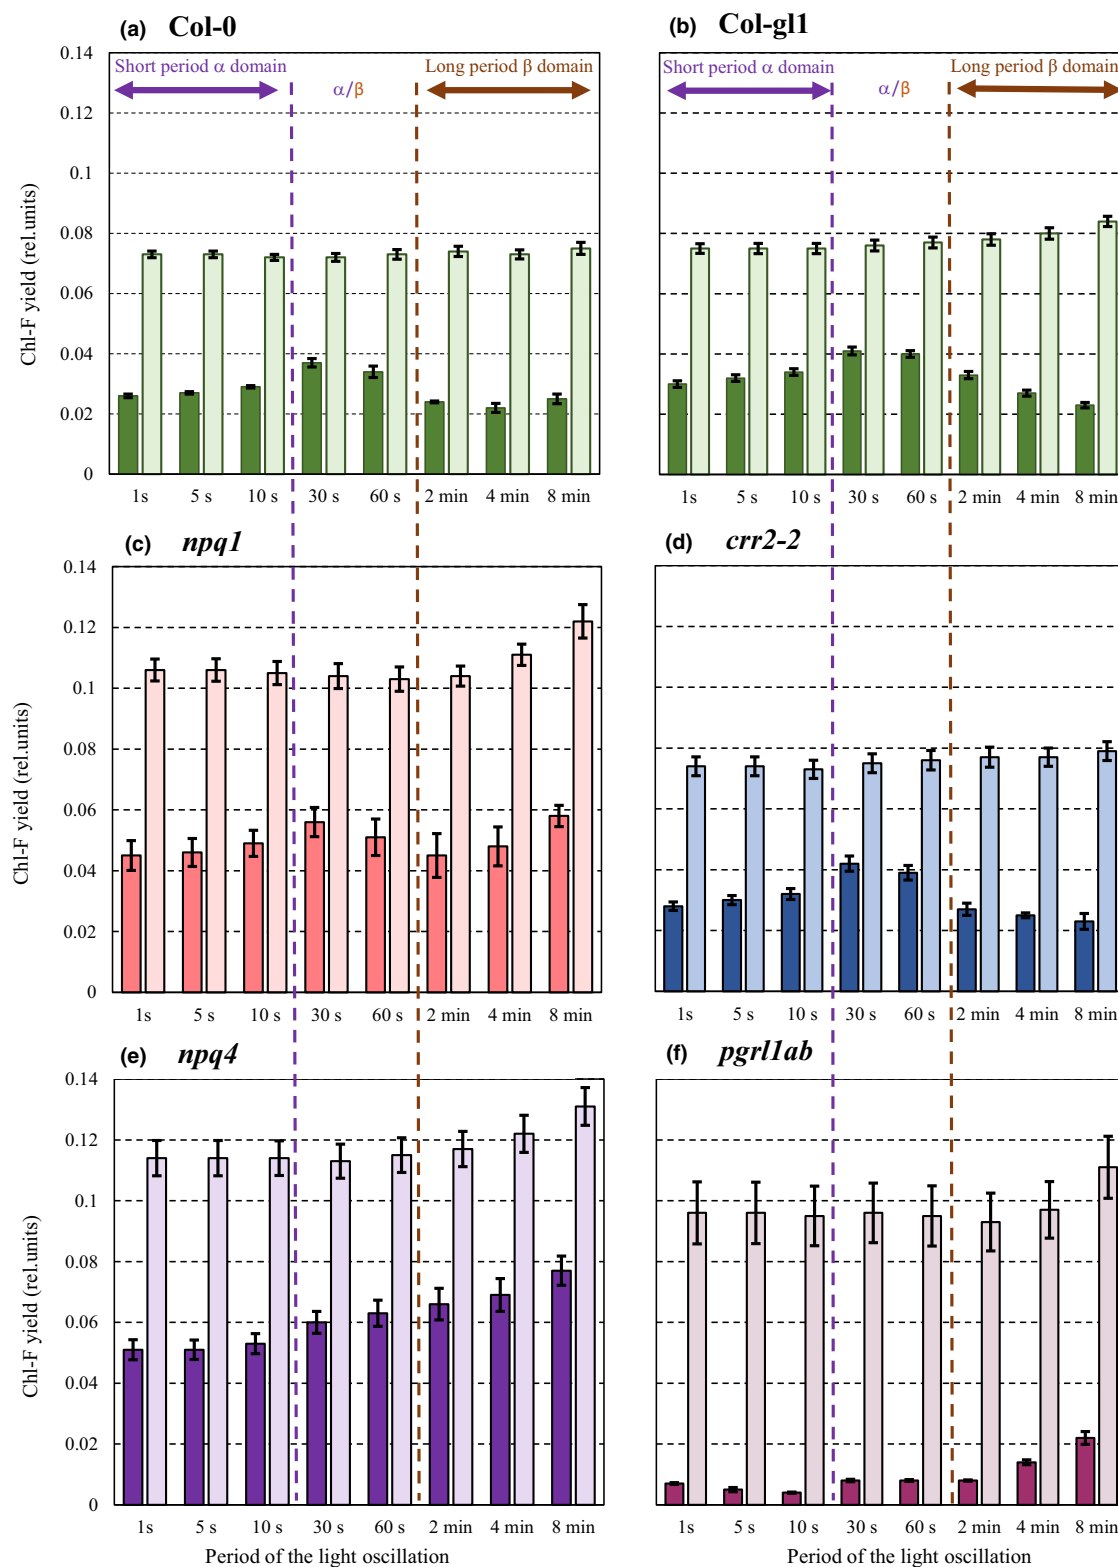 (a) Col-0
(b) Col-gl1
0.14
0.12
0.1
0.08
0.06
0.04
0.02
0
Chl-F yield (rel.units)
Short period α domain
α/β
Long period β domain
Short period α domain
α/β
Long period β domain
1s 5 s 10 s 30 s 60 s 2 min 4 min 8 min
1s 5 s 10 s 30 s 60 s 2 min 4 min 8 min
(c) npq1
(d) crr2-2
0.14
0.12
0.1
0.08
0.06
0.04
0.02
0
Chl-F yield (rel.units)
1s 5 s 10 s 30 s 60 s 2 min 4 min 8 min
1s 5 s 10 s 30 s 60 s 2 min 4 min 8 min
(e) npq4
(f) pgrl1ab
0.14
0.12
0.1
0.08
0.06
0.04
0.02
0
Chl-F yield (rel.units)
1s 5 s 10 s 30 s 60 s 2 min 4 min 8 min
1s 5 s 10 s 30 s 60 s 2 min 4 min 8 min
Period of the light oscillation
Period of the light oscillation